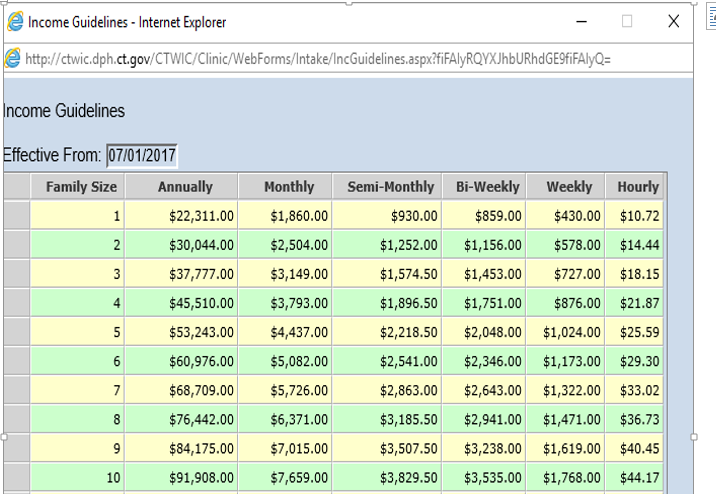 Income Guidelines - Internet Explorer
http://ctwic.dph.ct.gov/CTWIC/Clinic/WebForms/Intake/IncGuidelines.aspx?fiFAlyRQYXJhbURhdGE9fiFAlyQ=
Income Guidelines
Effective From: 07/01/2017
Family Size Annually Monthly Semi-Monthly Bi-Weekly Weekly Hourly
1 $22,311.00 $1,860.00 $930.00 $859.00 $430.00 $10.72
2 $30,044.00 $2,504.00 $1,252.00 $1,156.00 $578.00 $14.44
3 $37,777.00 $3,149.00 $1,574.50 $1,453.00 $727.00 $18.15
4 $45,510.00 $3,793.00 $1,896.50 $1,751.00 $876.00 $21.87
5 $53,243.00 $4,437.00 $2,218.50 $2,048.00 $1,024.00 $25.59
6 $60,976.00 $5,082.00 $2,541.00 $2,346.00 $1,173.00 $29.30
7 $68,709.00 $5,726.00 $2,863.00 $2,643.00 $1,322.00 $33.02
8 $76,442.00 $6,371.00 $3,185.50 $2,941.00 $1,471.00 $36.73
9 $84,175.00 $7,015.00 $3,507.50 $3,238.00 $1,619.00 $40.45
10 $91,908.00 $7,659.00 $3,829.50 $3,535.00 $1,768.00 $44.17